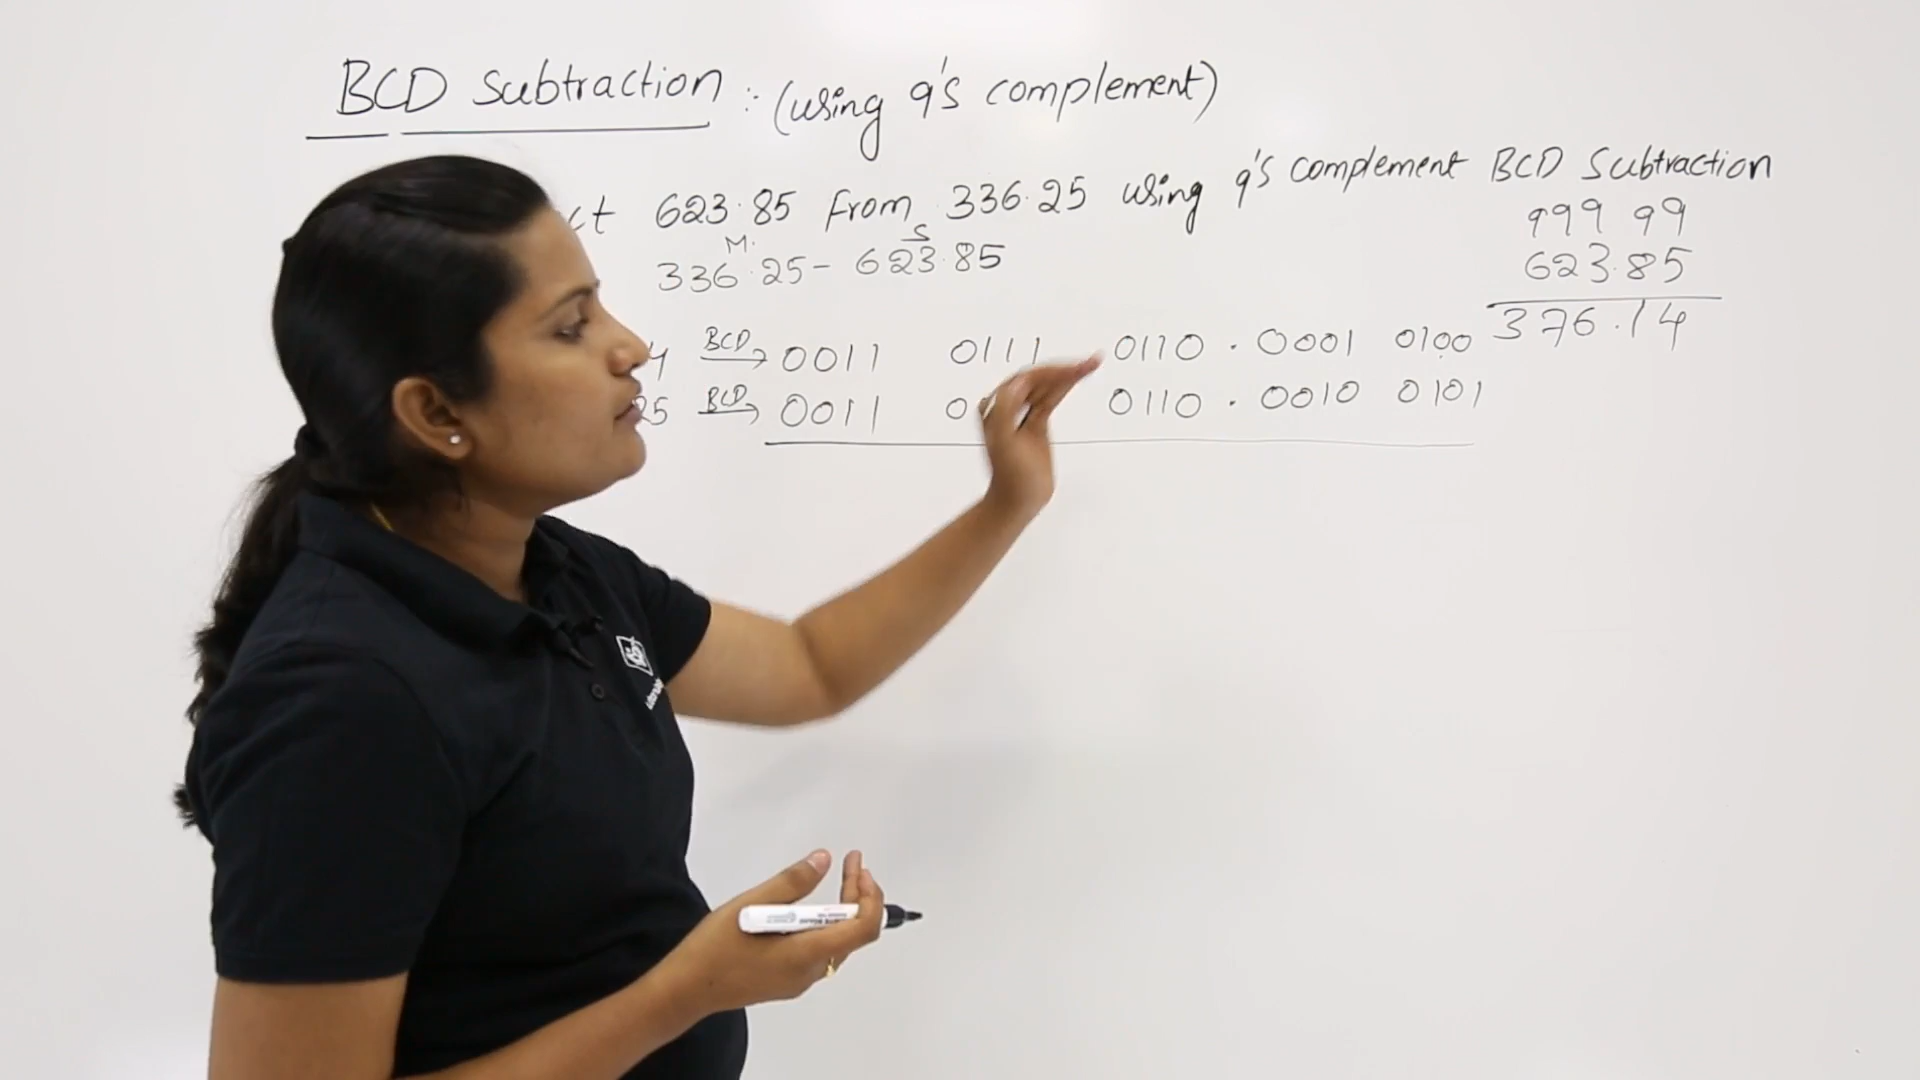 BCD Subtraction : (using 9's complement)
ct 623.85 from 336.25 using 9's complement BCD Subtraction
M. S
336.25 - 623.85
999 99
623.85
376.14
4 BCD → 0011 0111 0110 . 0001 0100
25 BCD → 0011 0110 . 0010 0101